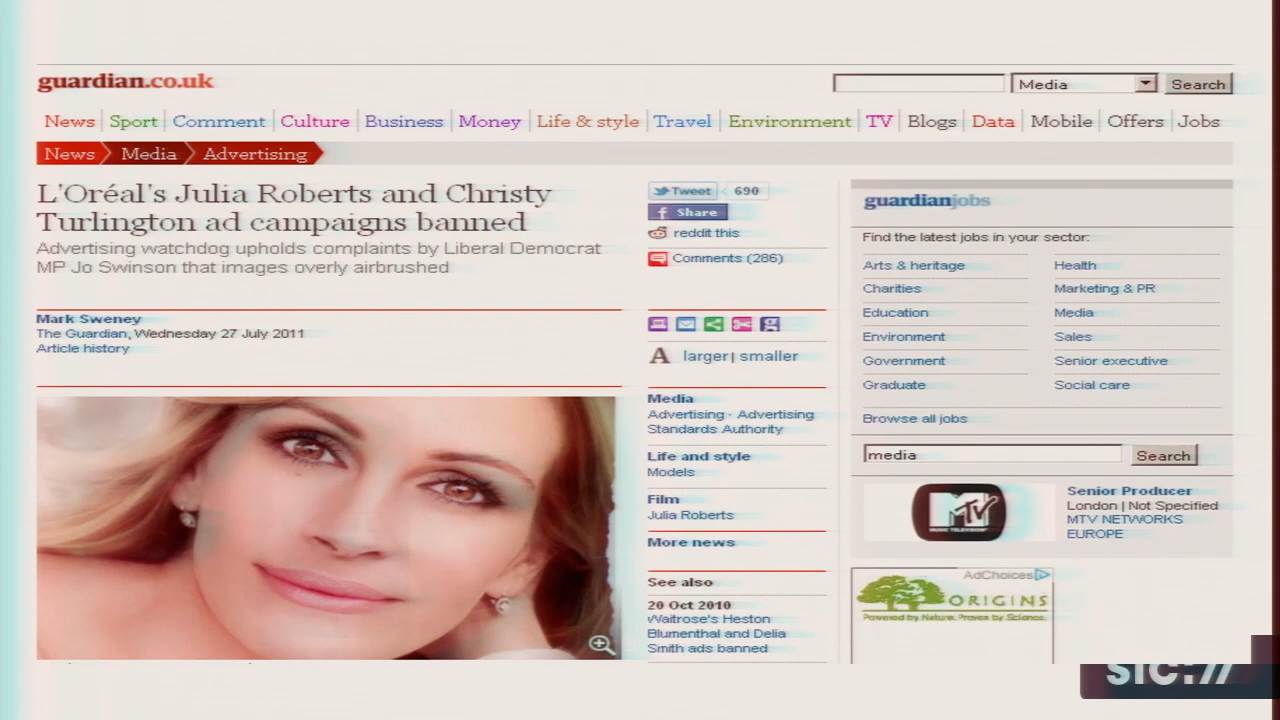 guardian.co.uk
Media
Search
News Sport Comment Culture Business Money Life & style Travel Environment TV Blogs Data Mobile Offers Jobs
News Media Advertising
L'Oréal's Julia Roberts and Christy
Turlington ad campaigns banned
Advertising watchdog upholds complaints by Liberal Democrat
MP Jo Swinson that images overly airbrushed
Mark Sweney
The Guardian, Wednesday 27 July 2011
Article history
Tweet 690
Share
reddit this
Comments (286)
A larger | smaller
Media
Advertising · Advertising
Standards Authority
Life and style
Models
Film
Julia Roberts
More news
See also
20 Oct 2010
Waitrose's Heston
Blumenthal and Delia
Smith ads banned
guardianjobs
Find the latest jobs in your sector:
Arts & heritage
Charities
Education
Environment
Government
Graduate
Health
Marketing & PR
Media
Sales
Senior executive
Social care
Browse all jobs
media
Search
MTV
MUSIC TELEVISION
Senior Producer
London | Not Specified
MTV NETWORKS
EUROPE
AdChoices
ORIGINS
Powered by Nature. Proven by Science.
sic://